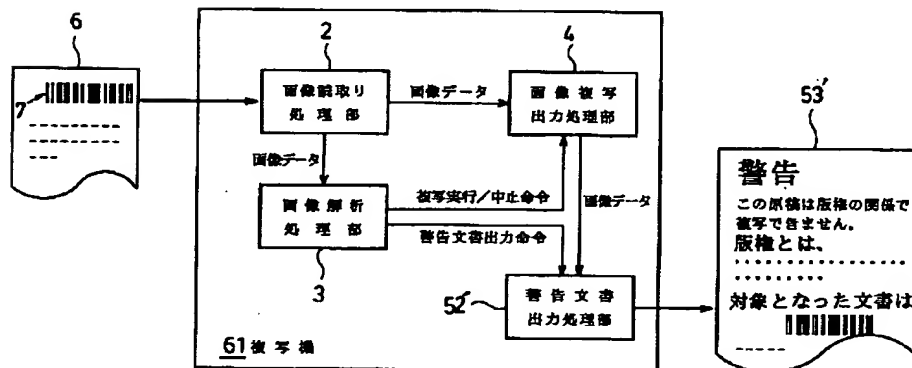 6
7
2
画像読取り
処理部
画像データ
4
画像複写
出力処理部
画像データ
画像解析
処理部
3
複写実行/中止命令
警告文書出力命令
画像データ
52'
警告文書
出力処理部
61 複写機
53'
警告
この原稿は版権の関係で
複写できません。
版権とは、
対象となった文書は